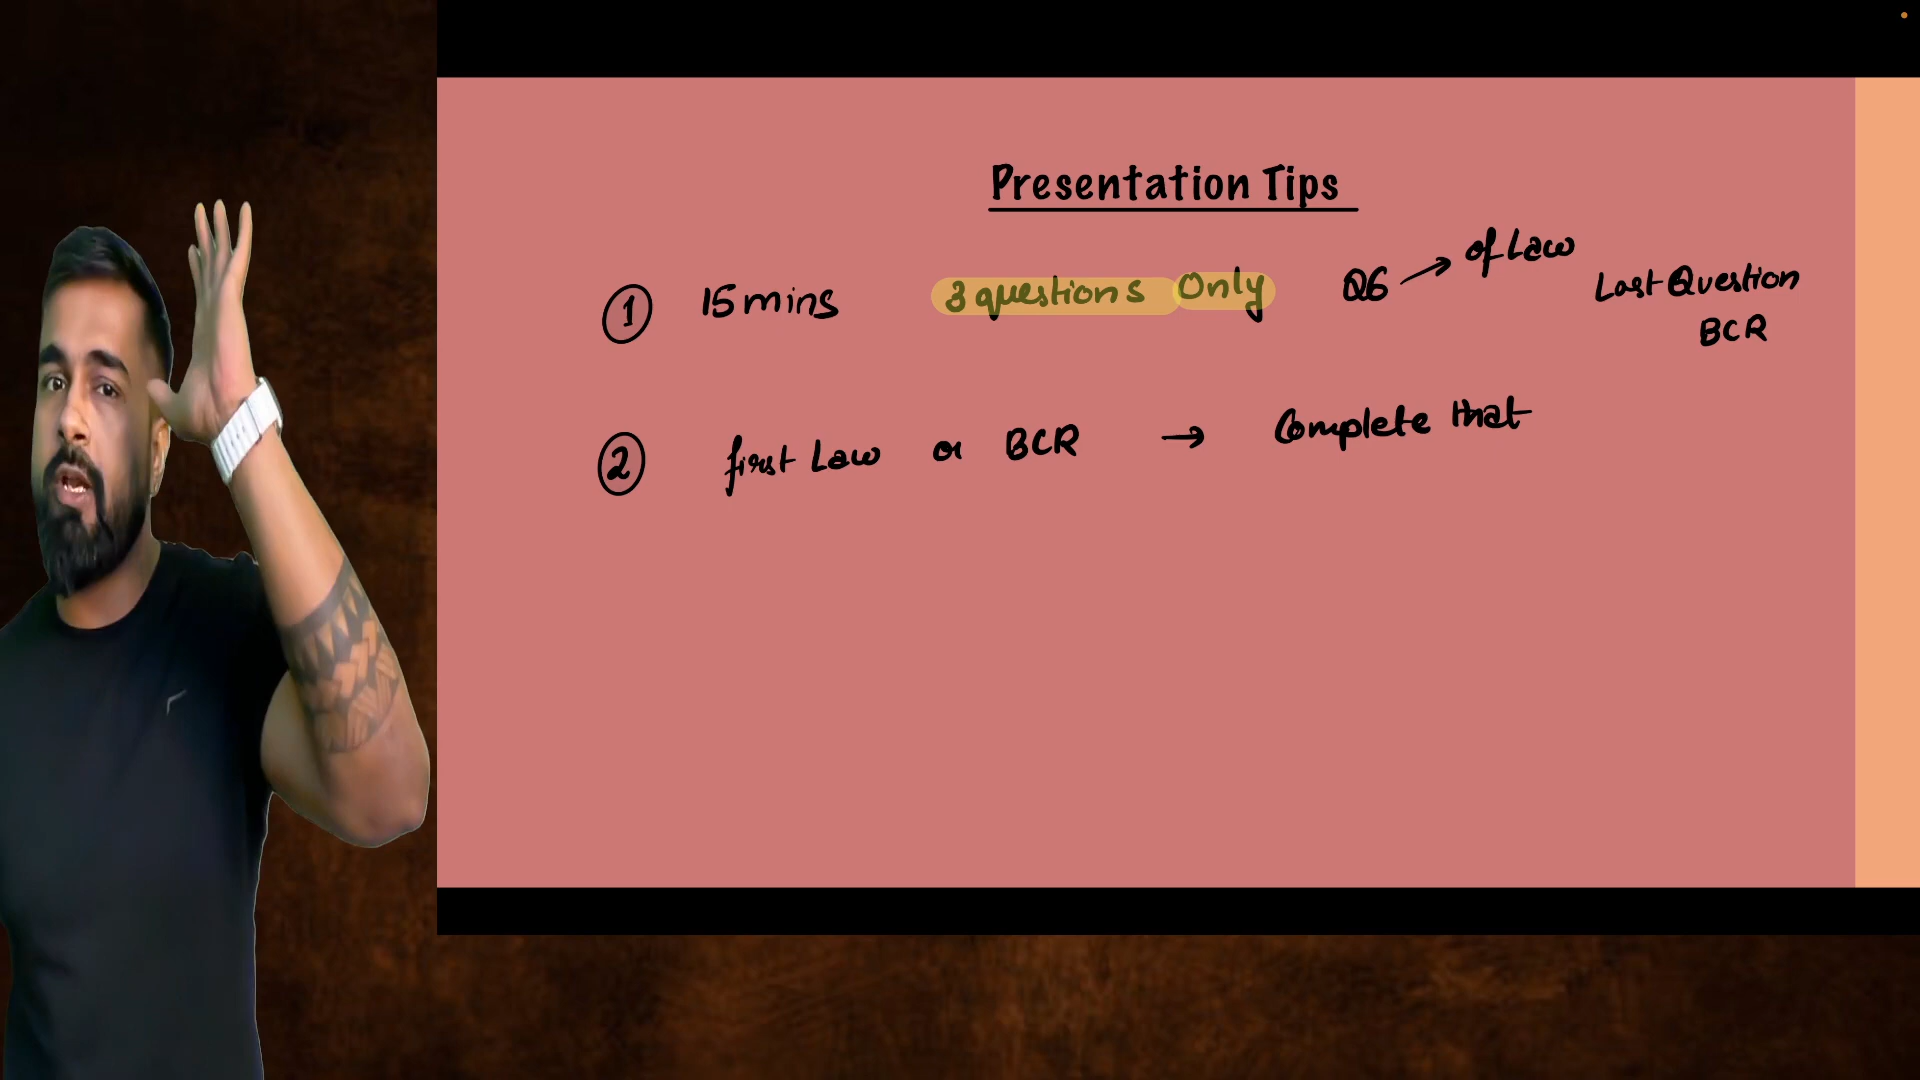 Presentation Tips
1 15 mins 3 questions Only Q6 → of Law Last Question
BCR
2 first Law or BCR → Complete that